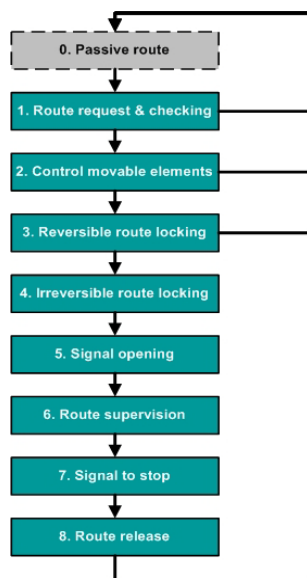 0. Passive route
1. Route request & checking
2. Control movable elements
3. Reversible route locking
4. Irreversible route locking
5. Signal opening
6. Route supervision
7. Signal to stop
8. Route release